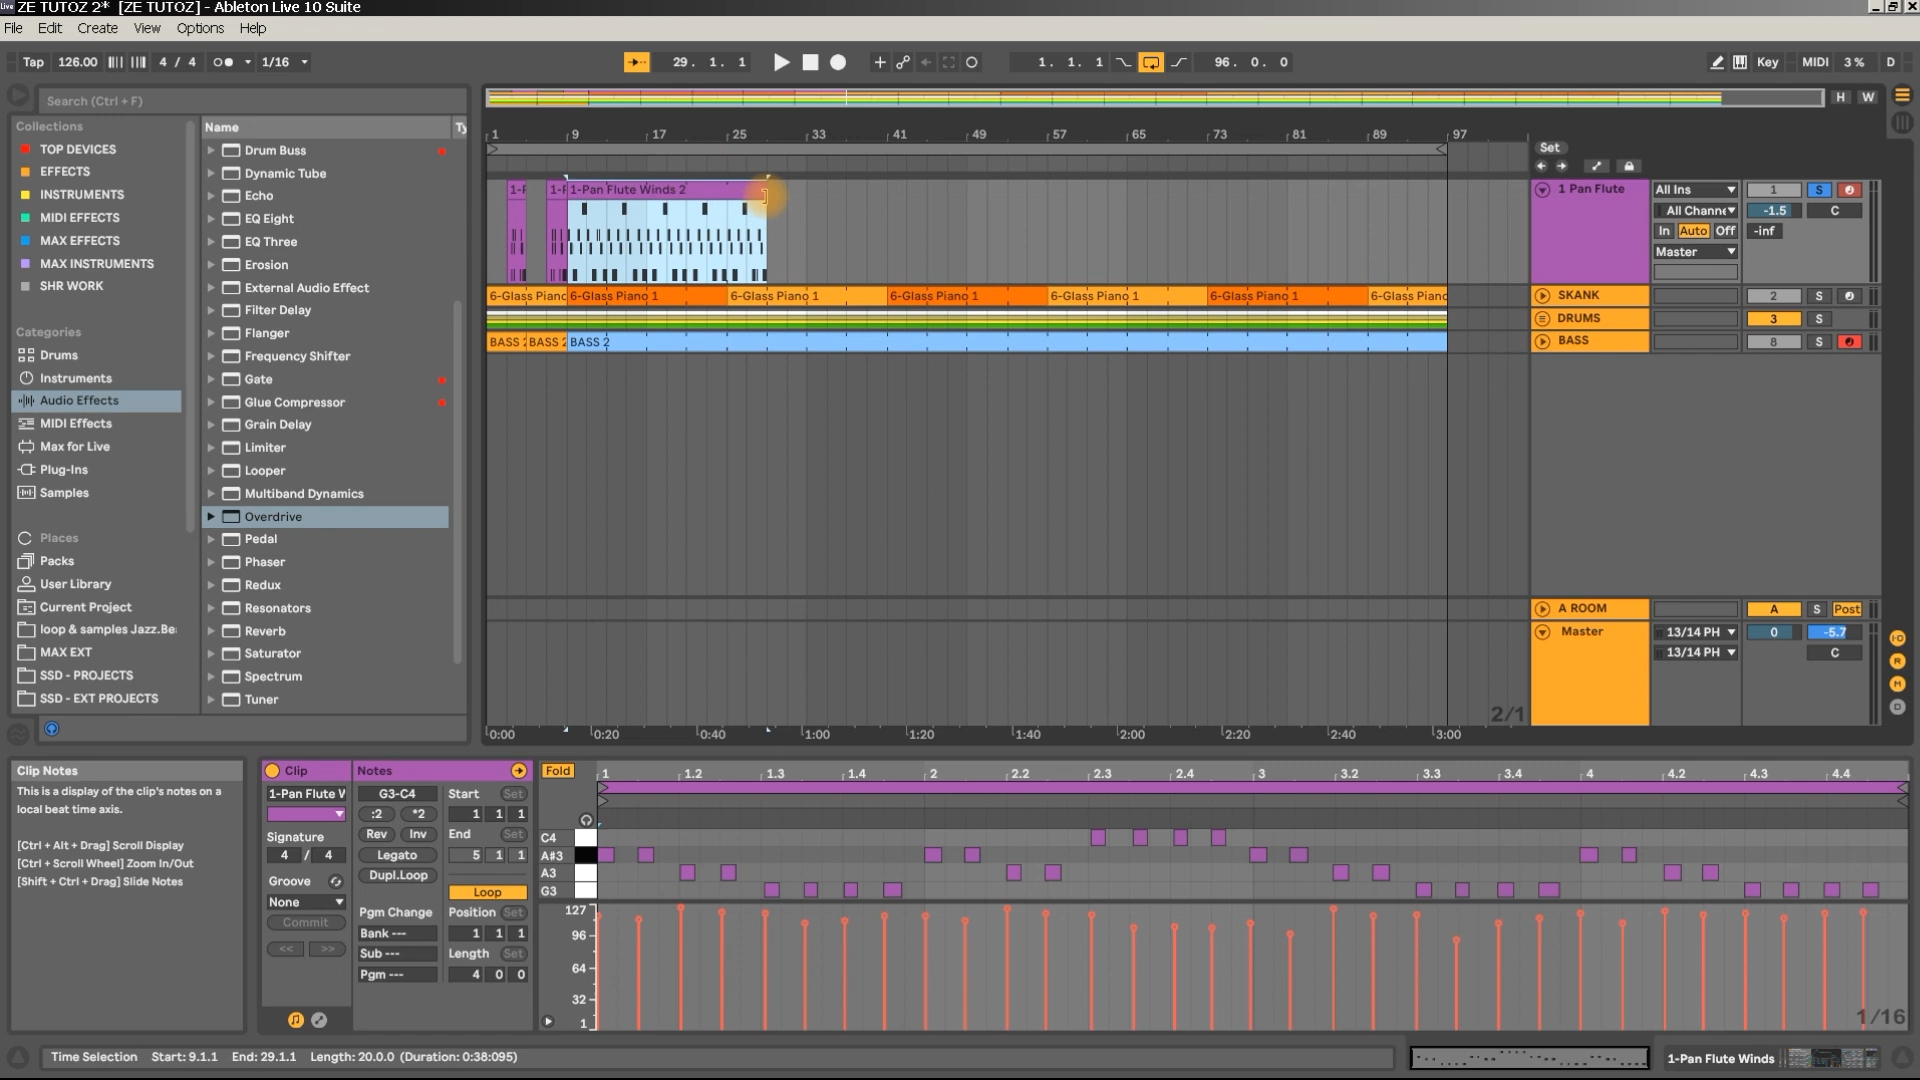 ZE TUTOZ 2*  [ZE TUTOZ] - Ableton Live 10 Suite
File Edit Create View Options Help
Tap 126.00 4 / 4 1/16 29. 1. 1 1. 1. 1 96. 0. 0 Key MIDI 3 % D
Search (Ctrl + F)
H W
Collections
TOP DEVICES
EFFECTS
INSTRUMENTS
MIDI EFFECTS
MAX EFFECTS
MAX INSTRUMENTS
SHR WORK
Categories
Drums
Instruments
Audio Effects
MIDI Effects
Max for Live
Plug-Ins
Samples
Places
Packs
User Library
Current Project
loop & samples Jazz.Be
MAX EXT
SSD - PROJECTS
SSD - EXT PROJECTS
Name Ty
Drum Buss
Dynamic Tube
Echo
EQ Eight
EQ Three
Erosion
External Audio Effect
Filter Delay
Flanger
Frequency Shifter
Gate
Glue Compressor
Grain Delay
Limiter
Looper
Multiband Dynamics
Overdrive
Pedal
Phaser
Redux
Resonators
Reverb
Saturator
Spectrum
Tuner
1 9 17 25 33 41 49 57 65 73 81 89 97
Set
1-F 1-F 1-Pan Flute Winds 2
6-Glass Piano 6-Glass Piano 1 6-Glass Piano 1 6-Glass Piano 1 6-Glass Piano 1 6-Glass Piano 1 6-Glass Piano
BASS 2 BASS 2 BASS 2
1 Pan Flute All Ins 1 S
All Channe -1.5 C
In Auto Off -inf
Master
SKANK 2 S
DRUMS 3 S
BASS 8 S
A ROOM A S Post
Master 13/14 PH 0 -5.7
13/14 PH C
I-O
R
M
D
2/1
0:00 0:20 0:40 1:00 1:20 1:40 2:00 2:20 2:40 3:00
Clip Notes
This is a display of the clip's notes on a
local beat time axis.
[Ctrl + Alt + Drag] Scroll Display
[Ctrl + Scroll Wheel] Zoom In/Out
[Shift + Ctrl + Drag] Slide Notes
Clip
1-Pan Flute W
Signature
4 / 4
Groove
None
Commit
<< >>
Notes
G3-C4
:2 *2
Rev Inv
Legato
Dupl.Loop
Pgm Change
Bank ---
Sub ---
Pgm ---
Start Set
1 1 1
End Set
5 1 1
Loop
Position Set
1 1 1
Length Set
4 0 0
Fold
1 1.2 1.3 1.4 2 2.2 2.3 2.4 3 3.2 3.3 3.4 4 4.2 4.3 4.4
C4
A#3
A3
G3
127
96
64
32
1
1/16
Time Selection Start: 9.1.1 End: 29.1.1 Length: 20.0.0 (Duration: 0:38:095)
1-Pan Flute Winds